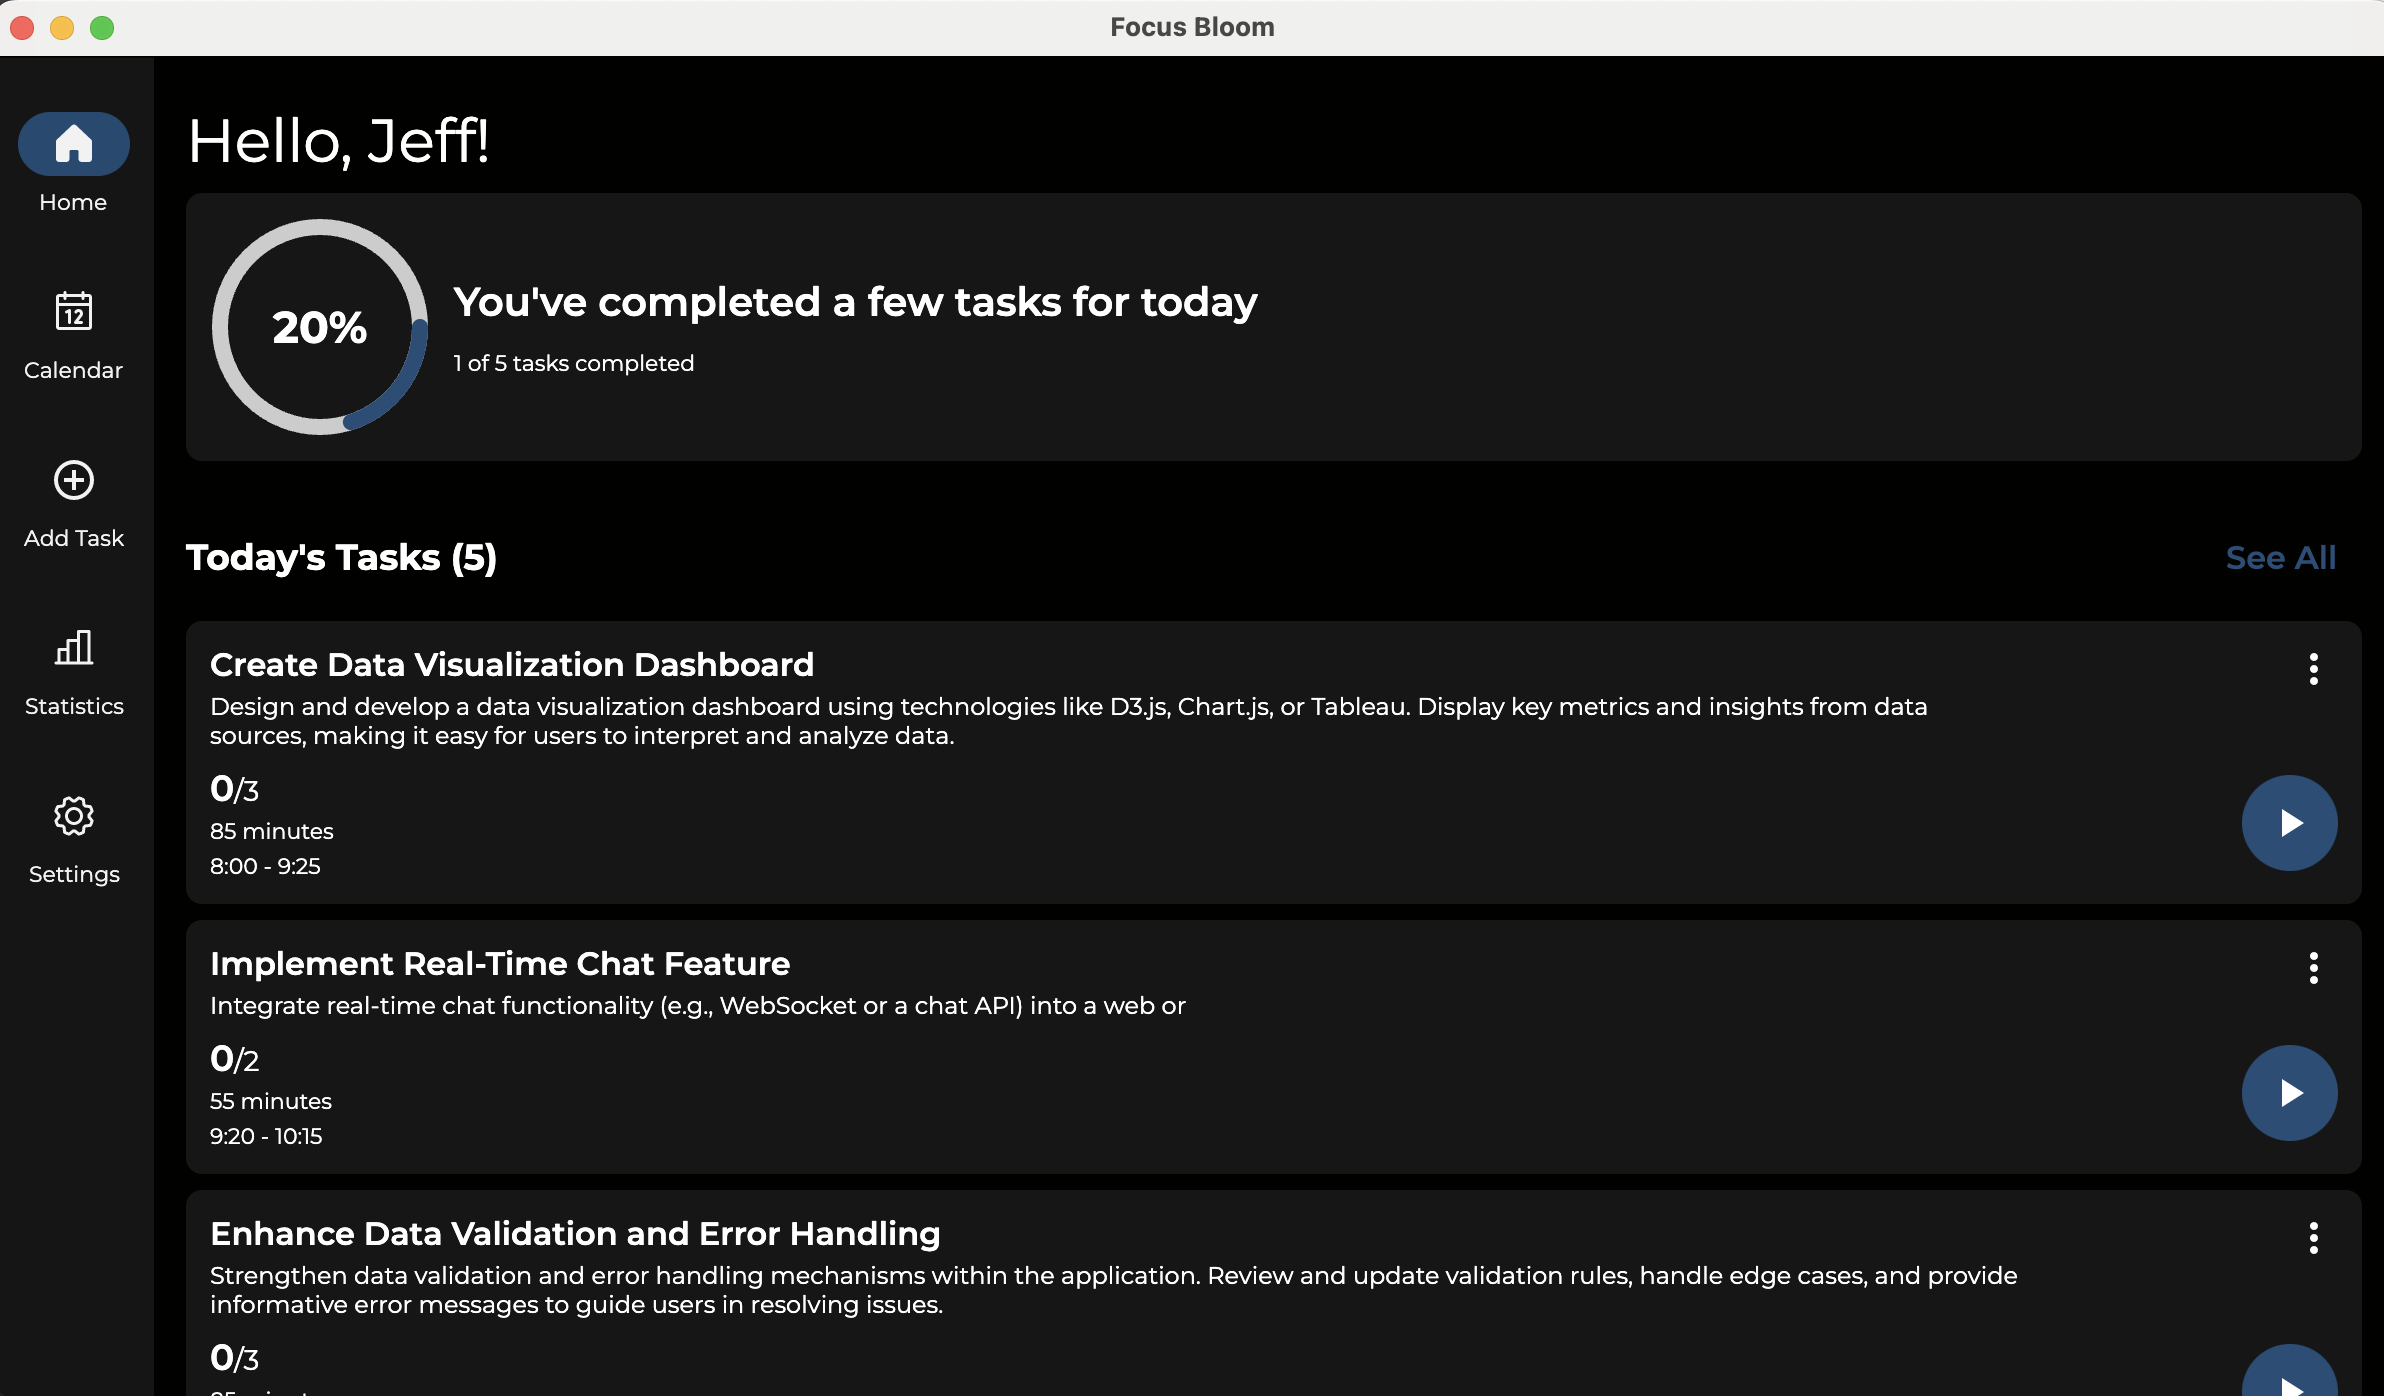 Focus Bloom
Home
12
Calendar
Add Task
Statistics
Settings
Hello, Jeff!
20%
You've completed a few tasks for today
1 of 5 tasks completed
Today's Tasks (5)
See All
Create Data Visualization Dashboard
Design and develop a data visualization dashboard using technologies like D3.js, Chart.js, or Tableau. Display key metrics and insights from data
sources, making it easy for users to interpret and analyze data.
0/3
85 minutes
8:00 - 9:25
Implement Real-Time Chat Feature
Integrate real-time chat functionality (e.g., WebSocket or a chat API) into a web or
0/2
55 minutes
9:20 - 10:15
Enhance Data Validation and Error Handling
Strengthen data validation and error handling mechanisms within the application. Review and update validation rules, handle edge cases, and provide
informative error messages to guide users in resolving issues.
0/3